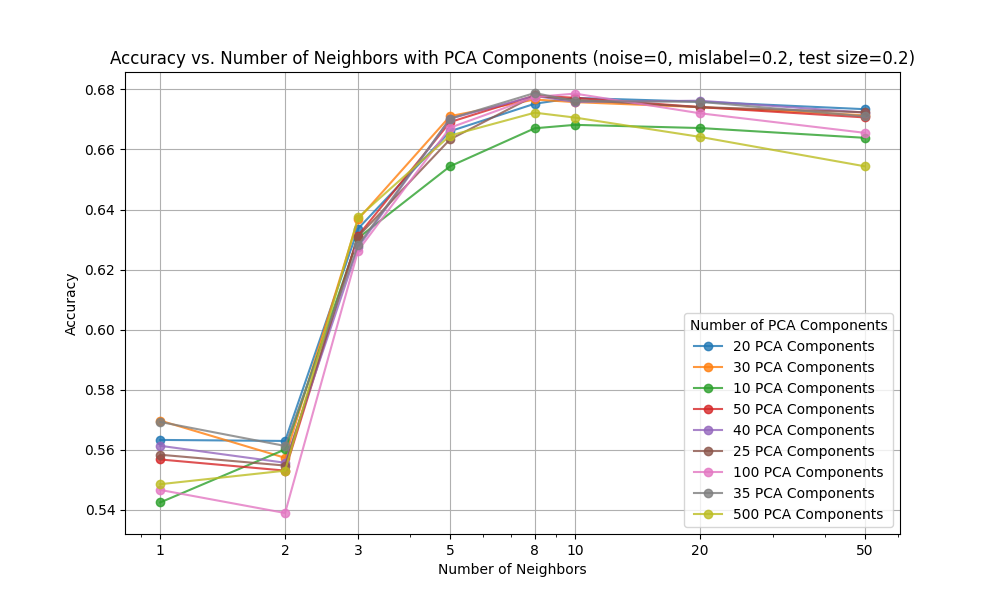 Accuracy vs. Number of Neighbors with PCA Components (noise=0, mislabel=0.2, test size=0.2)
Accuracy
0.68
0.66
0.64
0.62
0.60
0.58
0.56
0.54
Number of PCA Components
20 PCA Components
30 PCA Components
10 PCA Components
50 PCA Components
40 PCA Components
25 PCA Components
100 PCA Components
35 PCA Components
500 PCA Components
1 2 3 5 8 10 20 50
Number of Neighbors